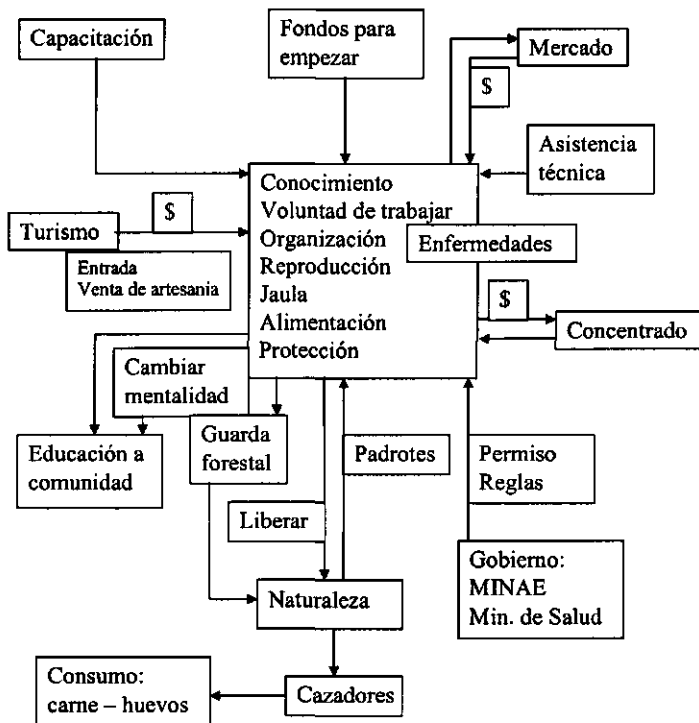 Capacitación
Fondos para
empezar
Mercado
$
Asistencia
técnica
Conocimiento
Voluntad de trabajar
Organización
Reproducción
Jaula
Alimentación
Protección
Enfermedades
$
Turismo
Entrada
Venta de artesania
$
Concentrado
Cambiar
mentalidad
Educación a
comunidad
Guarda
forestal
Liberar
Padrotes
Permiso
Reglas
Gobierno:
MINAE
Min. de Salud
Naturaleza
Cazadores
Consumo:
carne – huevos